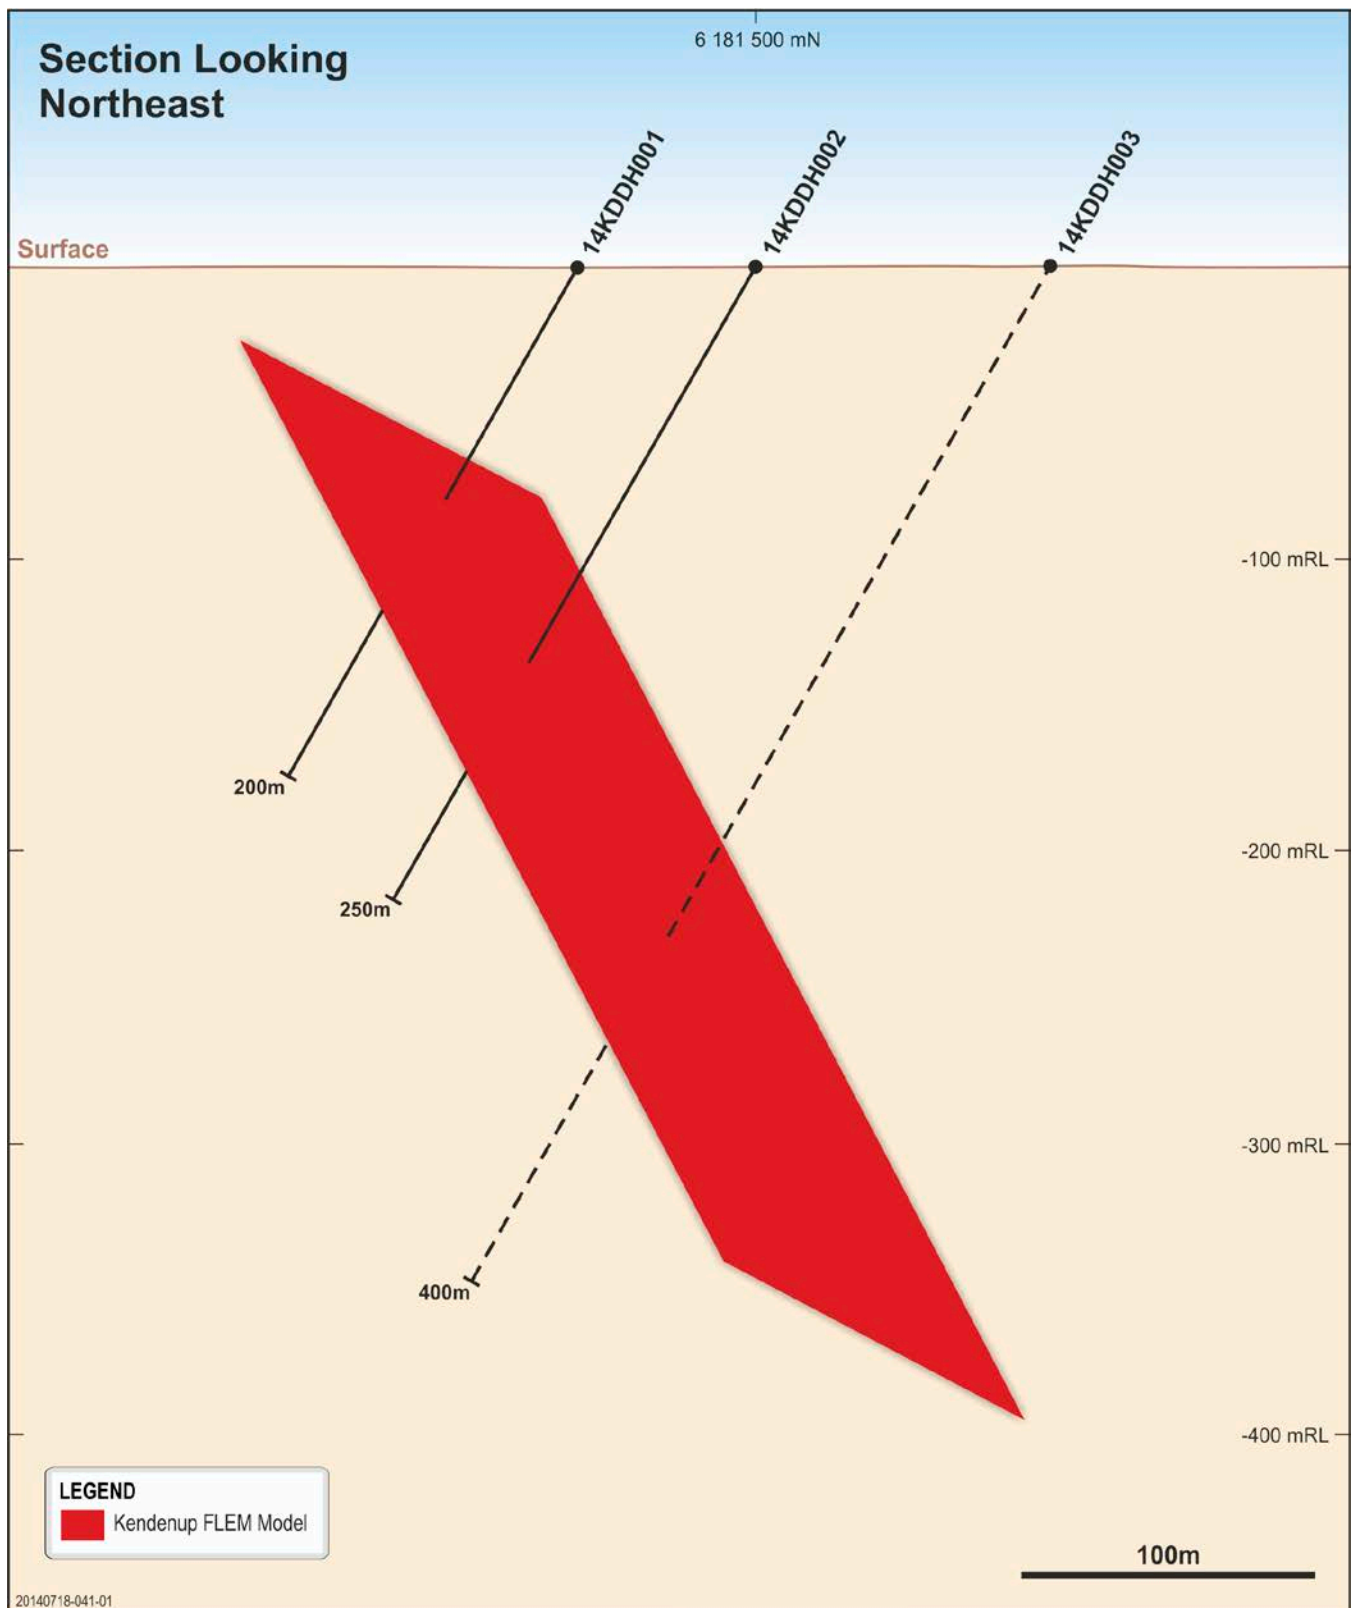 6 181 500 mN
Section Looking
Northeast
14KDDH001
14KDDH002
14KDDH003
Surface
-100 mRL
200m
-200 mRL
250m
-300 mRL
400m
-400 mRL
LEGEND
Kendenup FLEM Model
100m
20140718-041-01